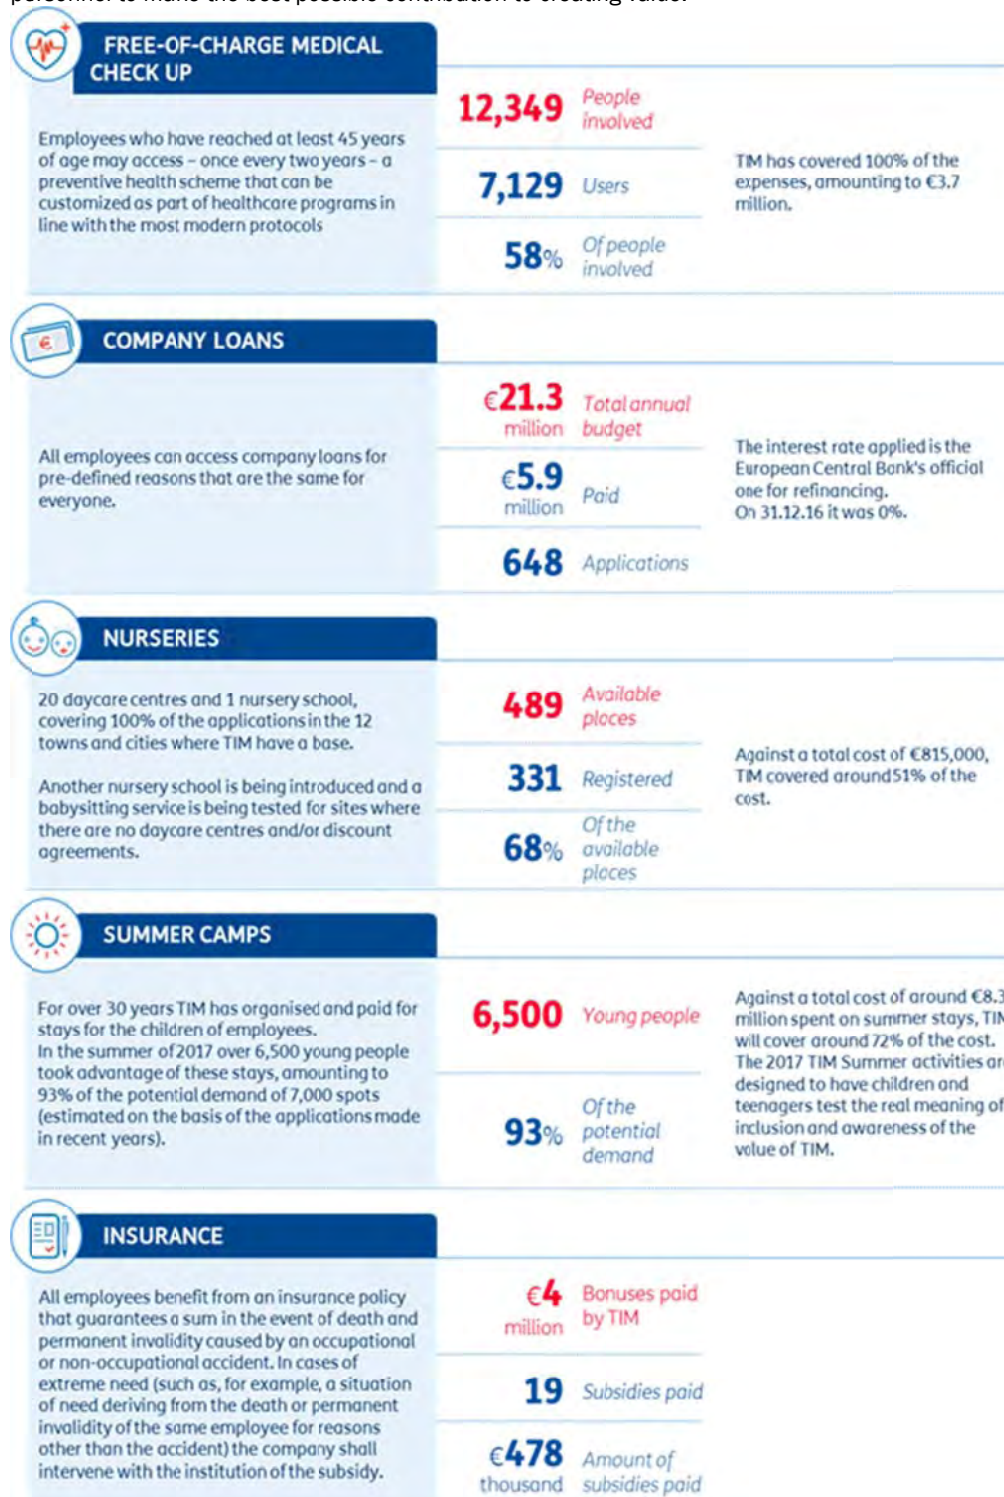 personnel to make the best possible contribution to creating value.
FREE-OF-CHARGE MEDICAL
CHECK UP
Employees who have reached at least 45 years
of age may access – once every two years – a
preventive health scheme that can be
customized as part of healthcare programs in
line with the most modern protocols
12,349 People
involved
7,129 Users
58% Of people
involved
TIM has covered 100% of the
expenses, amounting to €3.7
million.
COMPANY LOANS
All employees can access company loans for
pre-defined reasons that are the same for
everyone.
€21.3 Total annual
million budget
€5.9
million Paid
648 Applications
The interest rate applied is the
European Central Bank's official
one for refinancing.
On 31.12.16 it was 0%.
NURSERIES
20 daycare centres and 1 nursery school,
covering 100% of the applications in the 12
towns and cities where TIM have a base.
Another nursery school is being introduced and a
babysitting service is being tested for sites where
there are no daycare centres and/or discount
agreements.
489 Available
places
331 Registered
68% Of the
available
places
Against a total cost of €815,000,
TIM covered around 51% of the
cost.
SUMMER CAMPS
For over 30 years TIM has organised and paid for
stays for the children of employees.
In the summer of 2017 over 6,500 young people
took advantage of these stays, amounting to
93% of the potential demand of 7,000 spots
(estimated on the basis of the applications made
in recent years).
6,500 Young people
93% Of the
potential
demand
Against a total cost of around €8.3
million spent on summer stays, TIM
will cover around 72% of the cost.
The 2017 TIM Summer activities are
designed to have children and
teenagers test the real meaning of
inclusion and awareness of the
value of TIM.
INSURANCE
All employees benefit from an insurance policy
that guarantees a sum in the event of death and
permanent invalidity caused by an occupational
or non-occupational accident. In cases of
extreme need (such as, for example, a situation
of need deriving from the death or permanent
invalidity of the same employee for reasons
other than the accident) the company shall
intervene with the institution of the subsidy.
€4 Bonuses paid
million by TIM
19 Subsidies paid
€478 Amount of
thousand subsidies paid